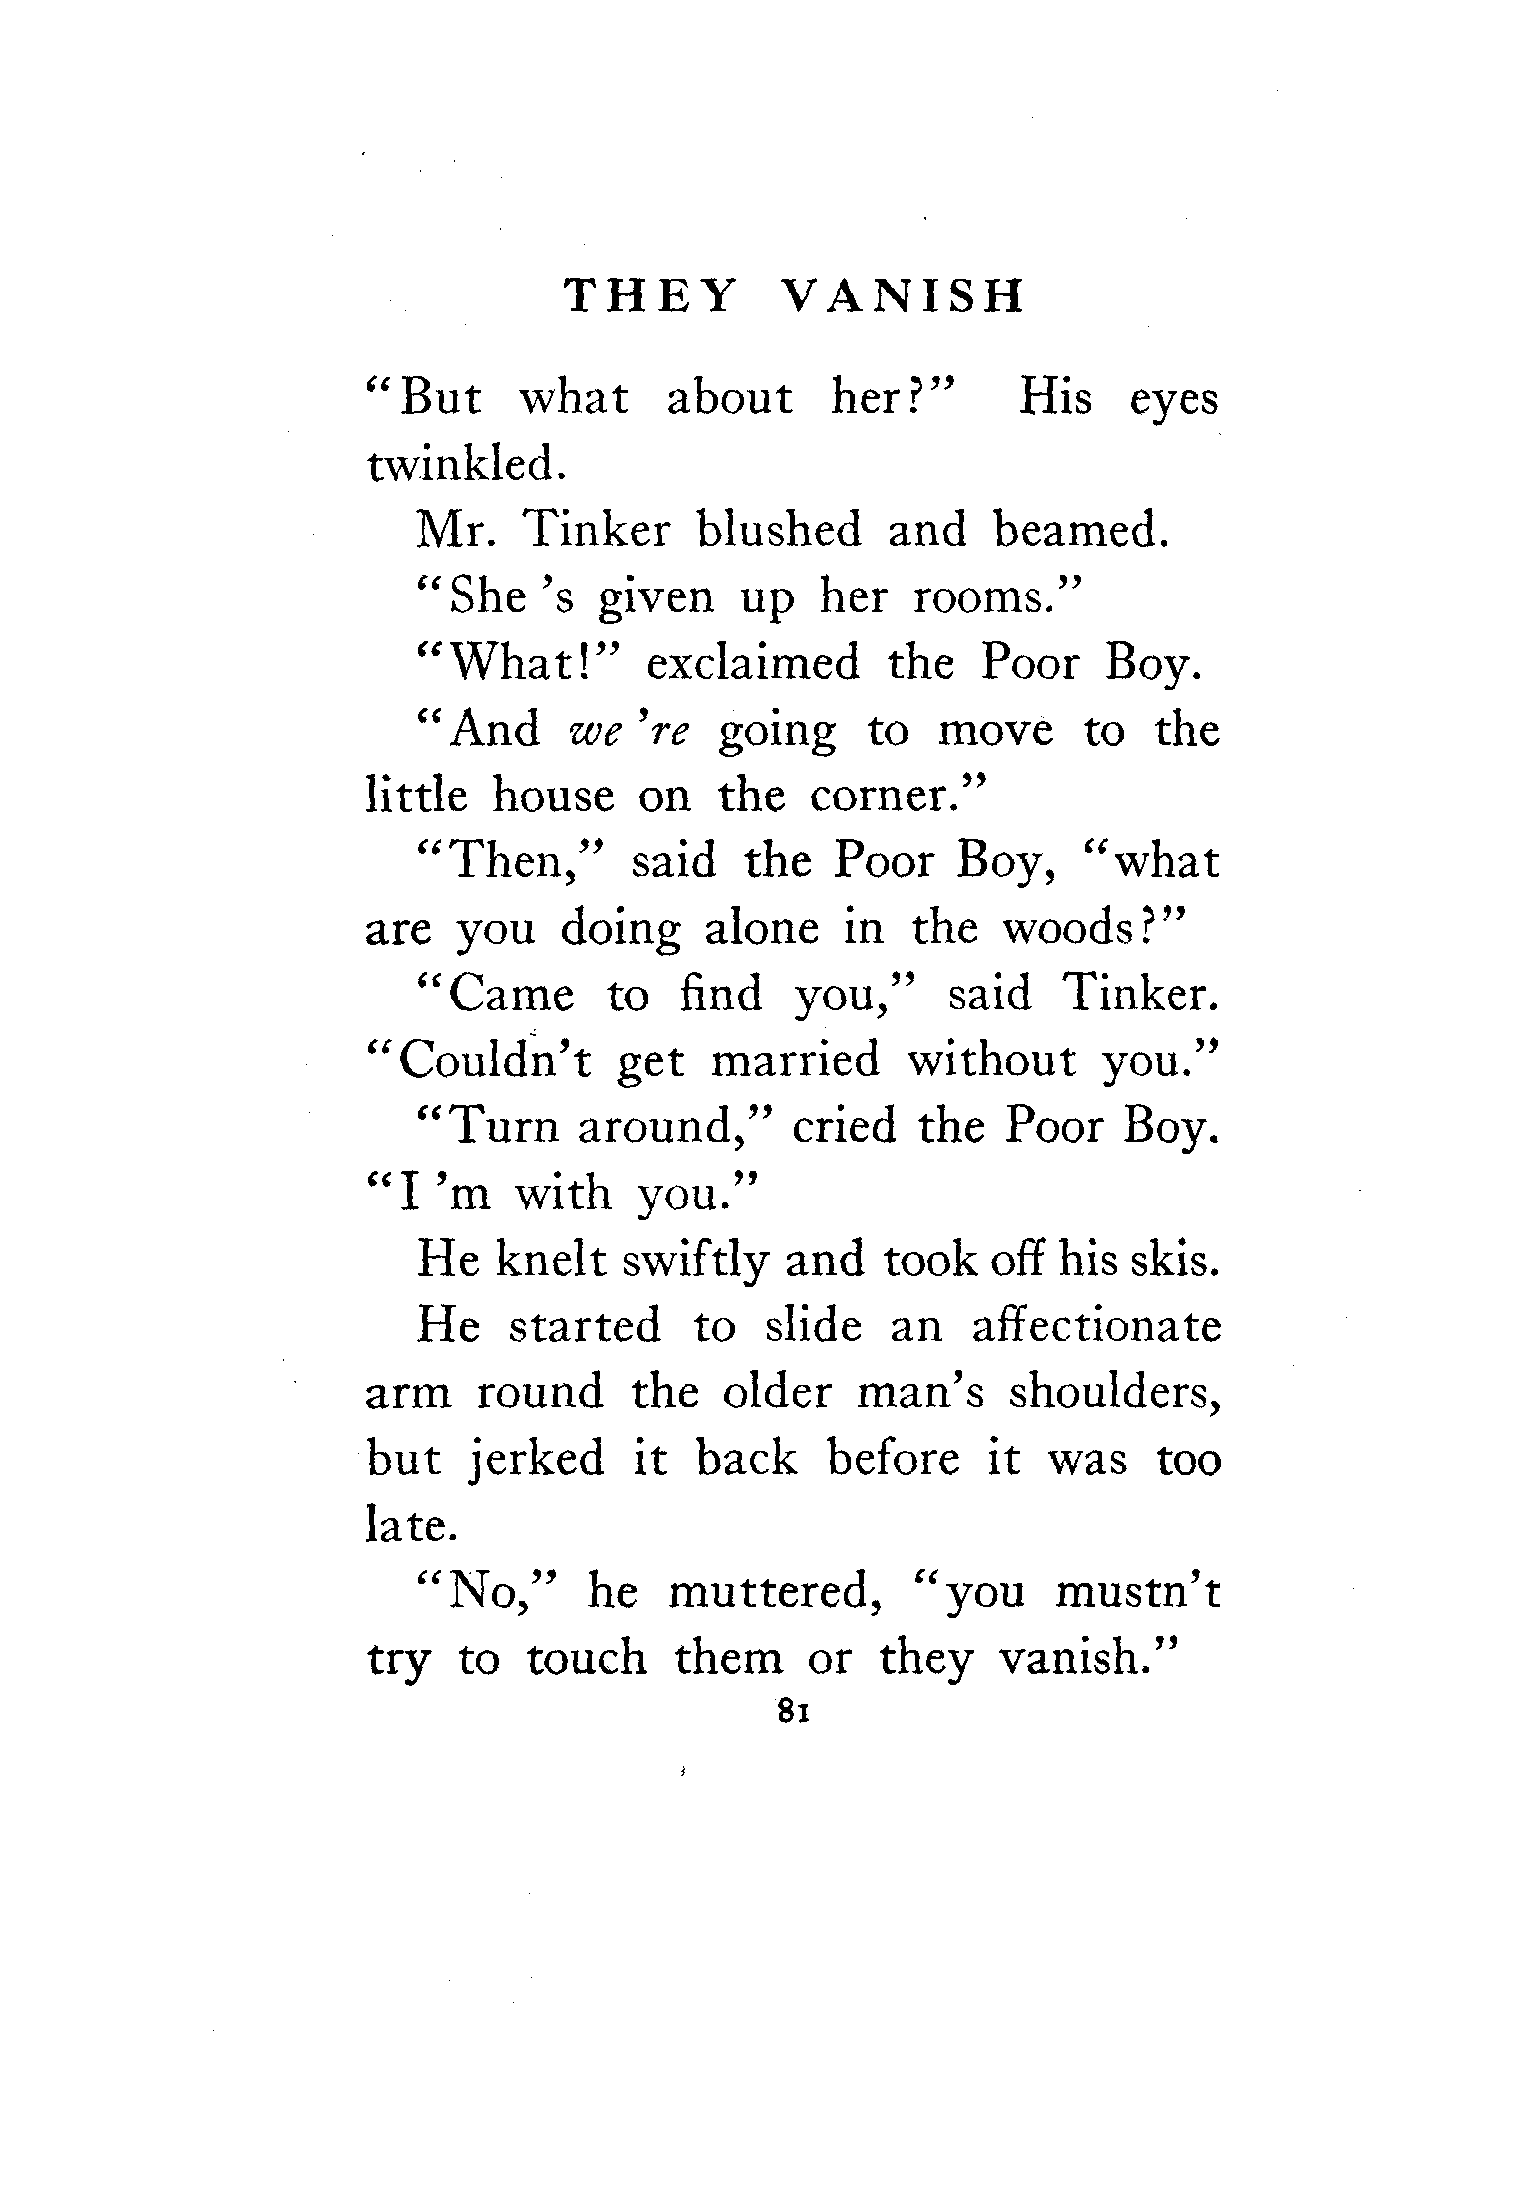 THEY VANISH
“But what about her?” His eyes
twinkled.
Mr. Tinker blushed and beamed.
“She 's given up her rooms.”
“What!” exclaimed the Poor Boy.
“And we 're going to move to the
little house on the corner.”
“Then,” said the Poor Boy, “what
are you doing alone in the woods?”
“Came to find you,” said Tinker.
“Couldn't get married without you.”
“Turn around,” cried the Poor Boy.
“I 'm with you.”
He knelt swiftly and took off his skis.
He started to slide an affectionate
arm round the older man's shoulders,
but jerked it back before it was too
late.
“No,” he muttered, “you mustn't
try to touch them or they vanish.”
81